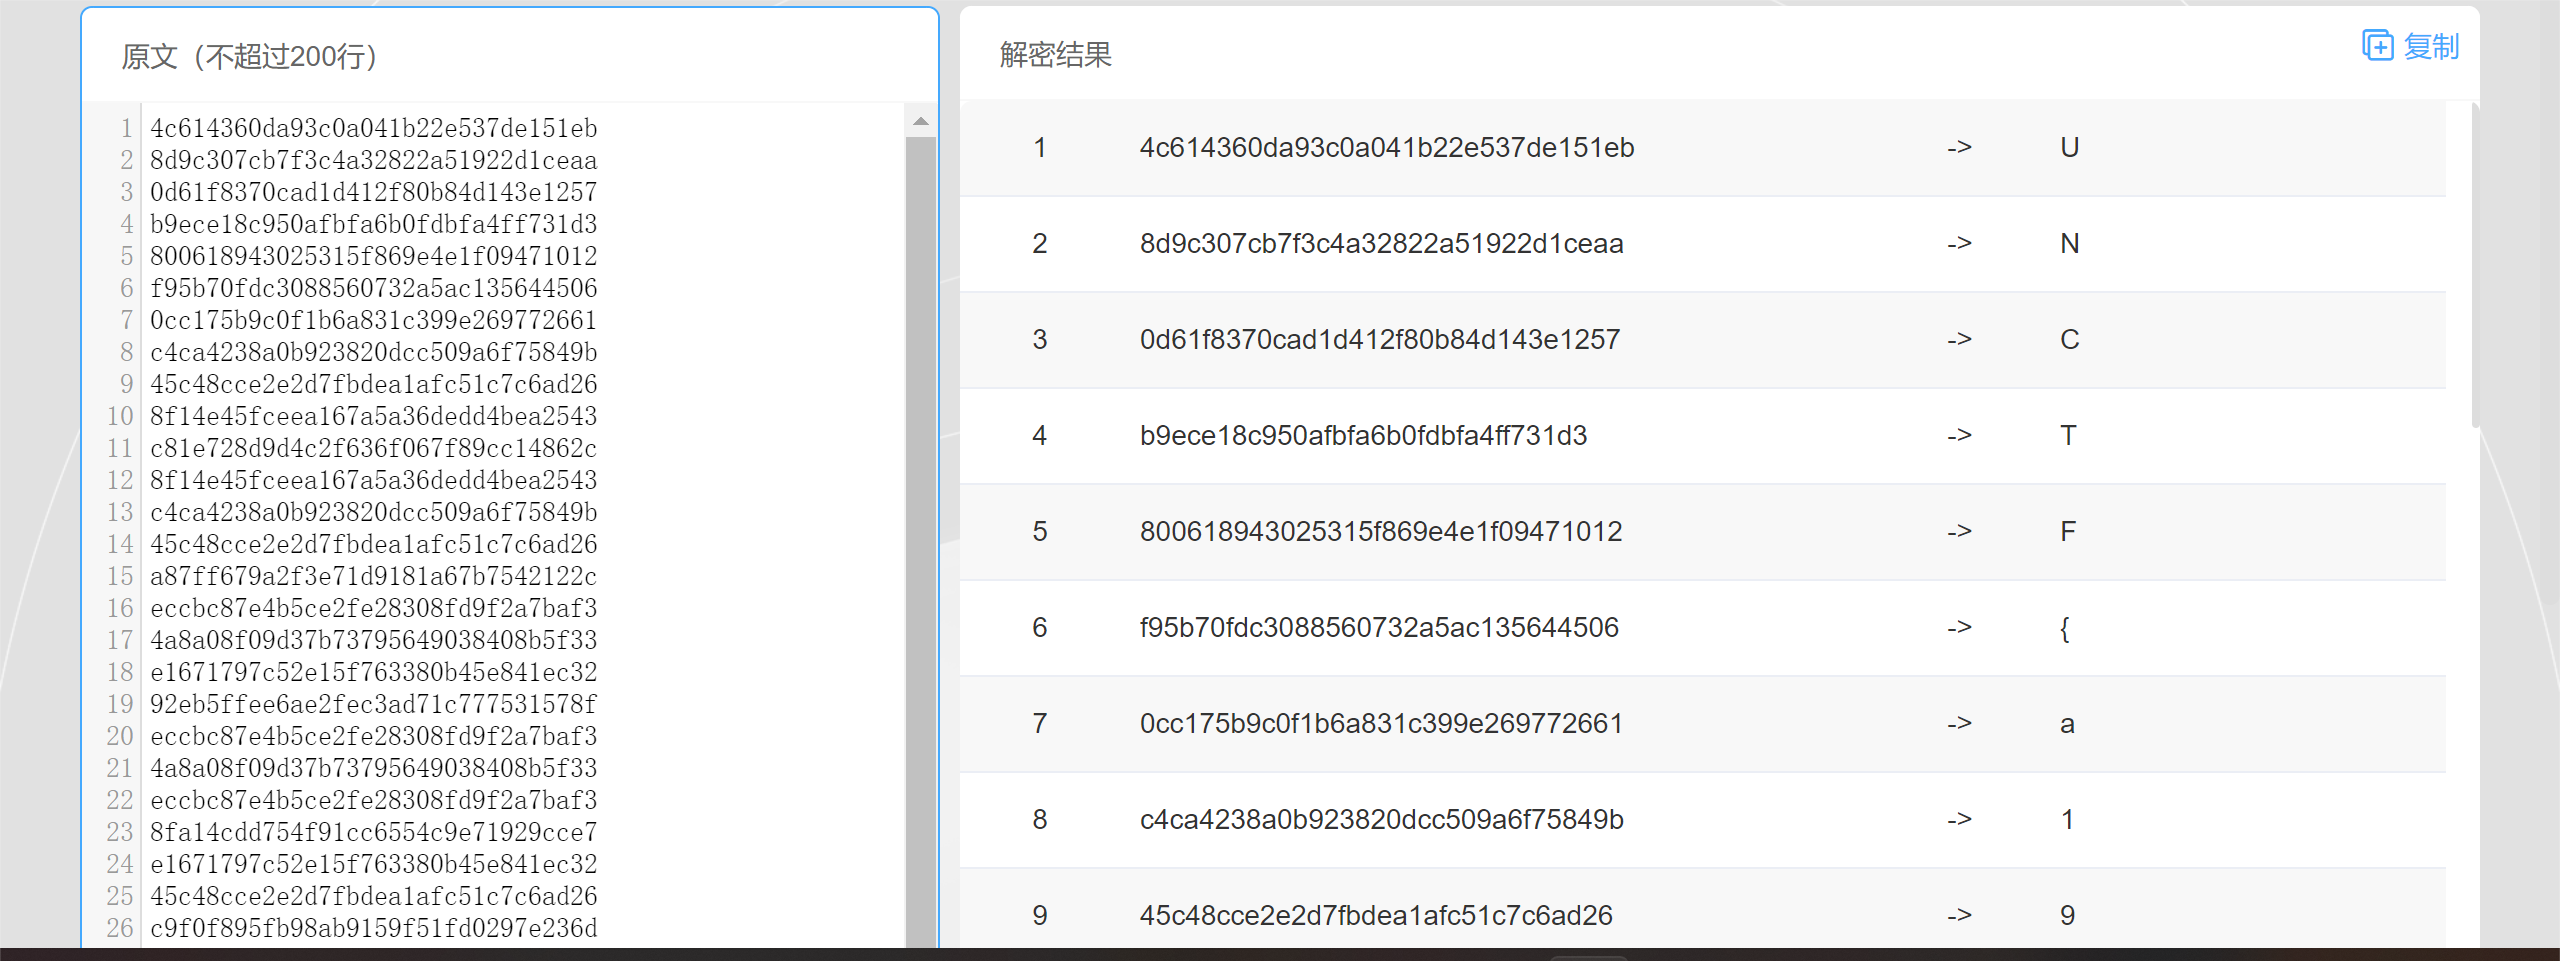 原文（不超过200行）
1 4c614360da93c0a041b22e537de151eb
2 8d9c307cb7f3c4a32822a51922d1ceaa
3 0d61f8370cad1d412f80b84d143e1257
4 b9ece18c950afbfa6b0fdbfa4ff731d3
5 800618943025315f869e4e1f09471012
6 f95b70fdc3088560732a5ac135644506
7 0cc175b9c0f1b6a831c399e269772661
8 c4ca4238a0b923820dcc509a6f75849b
9 45c48cce2e2d7fbdea1afc51c7c6ad26
10 8f14e45fceea167a5a36dedd4bea2543
11 c81e728d9d4c2f636f067f89cc14862c
12 8f14e45fceea167a5a36dedd4bea2543
13 c4ca4238a0b923820dcc509a6f75849b
14 45c48cce2e2d7fbdea1afc51c7c6ad26
15 a87ff679a2f3e71d9181a67b7542122c
16 eccbc87e4b5ce2fe28308fd9f2a7baf3
17 4a8a08f09d37b73795649038408b5f33
18 e1671797c52e15f763380b45e841ec32
19 92eb5ffee6ae2fec3ad71c777531578f
20 eccbc87e4b5ce2fe28308fd9f2a7baf3
21 4a8a08f09d37b73795649038408b5f33
22 eccbc87e4b5ce2fe28308fd9f2a7baf3
23 8fa14cdd754f91cc6554c9e71929cce7
24 e1671797c52e15f763380b45e841ec32
25 45c48cce2e2d7fbdea1afc51c7c6ad26
26 c9f0f895fb98ab9159f51fd0297e236d
解密结果
复制
1 4c614360da93c0a041b22e537de151eb -> U
2 8d9c307cb7f3c4a32822a51922d1ceaa -> N
3 0d61f8370cad1d412f80b84d143e1257 -> C
4 b9ece18c950afbfa6b0fdbfa4ff731d3 -> T
5 800618943025315f869e4e1f09471012 -> F
6 f95b70fdc3088560732a5ac135644506 -> {
7 0cc175b9c0f1b6a831c399e269772661 -> a
8 c4ca4238a0b923820dcc509a6f75849b -> 1
9 45c48cce2e2d7fbdea1afc51c7c6ad26 -> 9